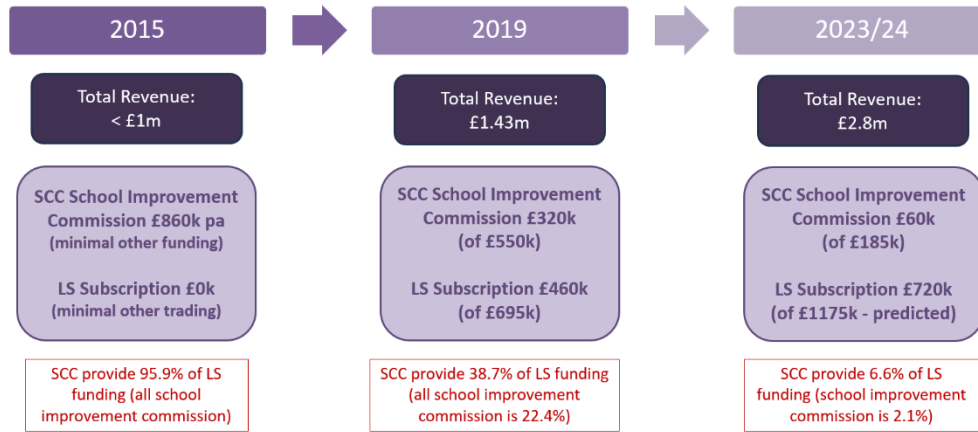 2015
2019
2023/24
Total Revenue:
< £1m
Total Revenue:
£1.43m
Total Revenue:
£2.8m
SCC School Improvement
Commission £860k pa
(minimal other funding)
LS Subscription £0k
(minimal other trading)
SCC School Improvement
Commission £320k
(of £550k)
LS Subscription £460k
(of £695k)
SCC School Improvement
Commission £60k
(of £185k)
LS Subscription £720k
(of £1175k - predicted)
SCC provide 95.9% of LS
funding (all school
improvement commission)
SCC provide 38.7% of LS funding
(all school improvement
commission is 22.4%)
SCC provide 6.6% of LS
funding (school improvement
commission is 2.1%)